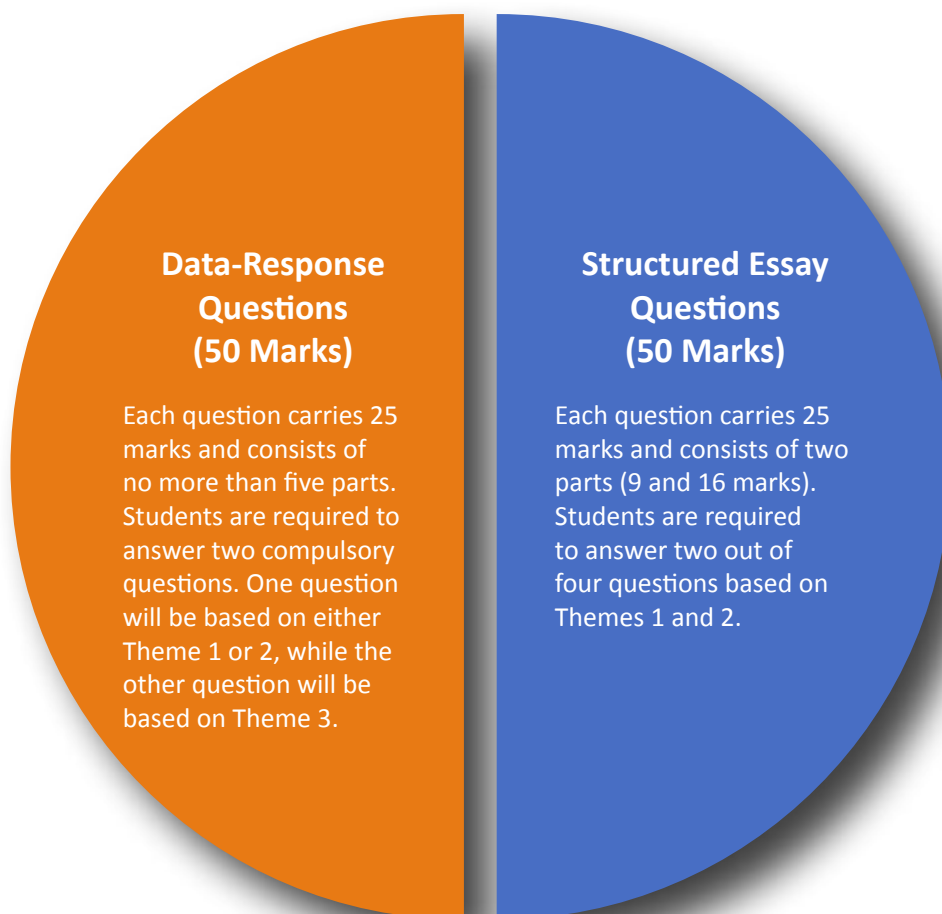 Data-Response
Questions
(50 Marks)
Each question carries 25
marks and consists of
no more than five parts.
Students are required to
answer two compulsory
questions. One question
will be based on either
Theme 1 or 2, while the
other question will be
based on Theme 3.
Structured Essay
Questions
(50 Marks)
Each question carries 25
marks and consists of two
parts (9 and 16 marks).
Students are required
to answer two out of
four questions based on
Themes 1 and 2.